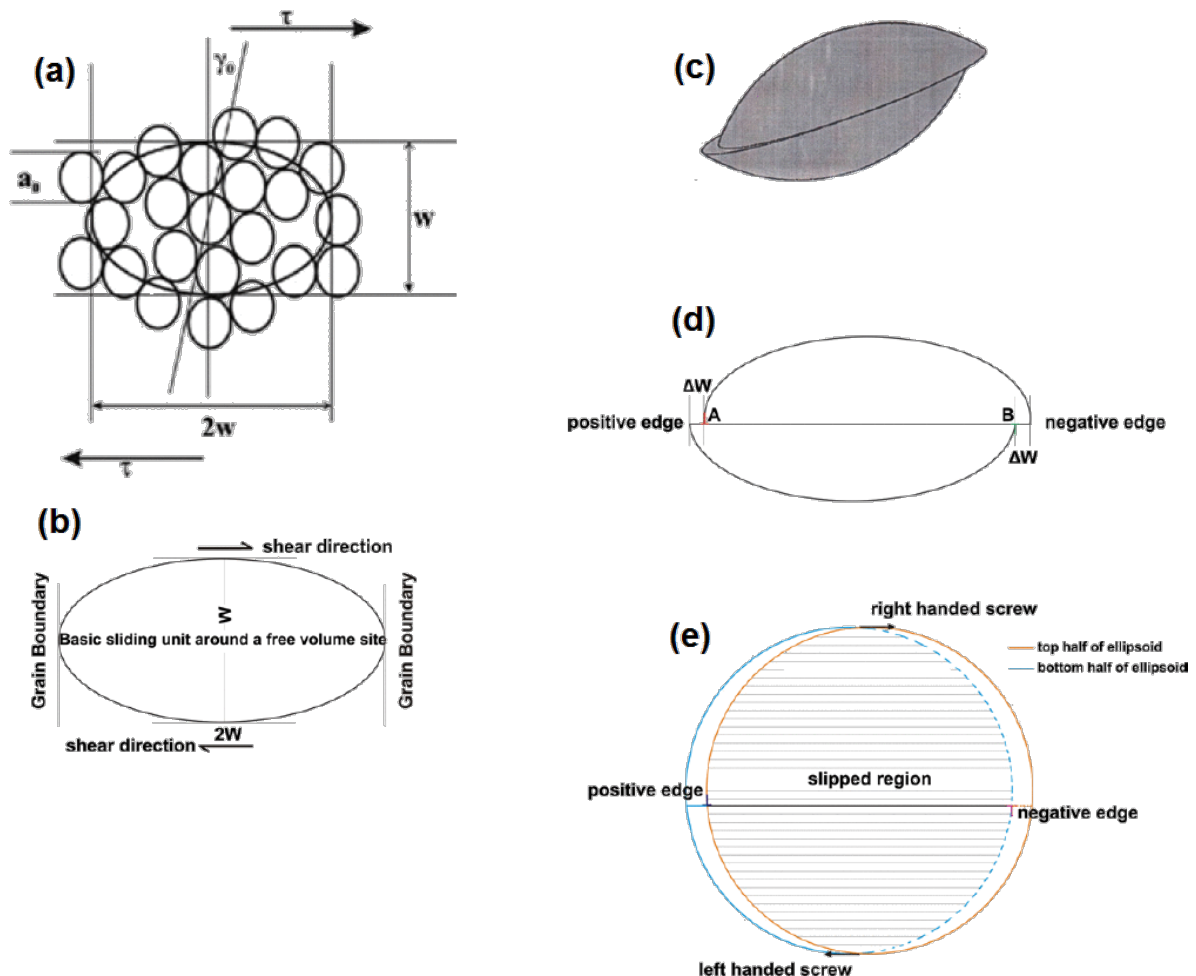 (a)
τ
γ₀
a₀
w
2w
τ
(b)
shear direction
Grain Boundary
W
Basic sliding unit around a free volume site
Grain Boundary
2W
shear direction
(c)
(d)
ΔW
positive edge
A
B
negative edge
ΔW
(e)
right handed screw
top half of ellipsoid
bottom half of ellipsoid
slipped region
positive edge
negative edge
left handed screw